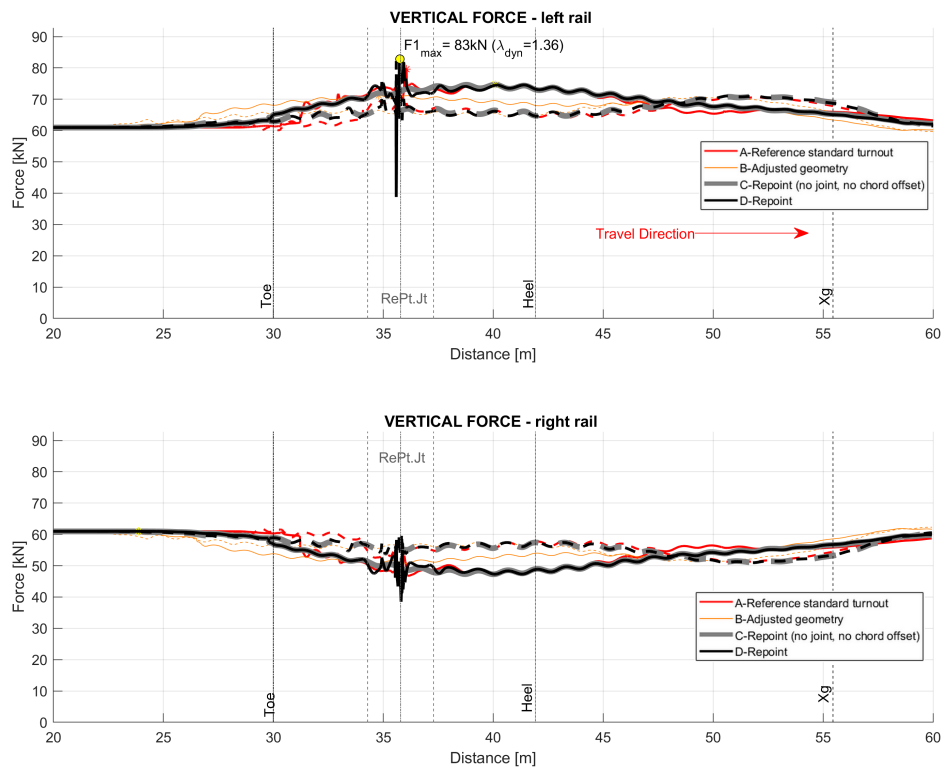 VERTICAL FORCE - left rail
F1max= 83kN (λdyn=1.36)
90
80
70
60
50
40
30
20
10
0
Force [kN]
A-Reference standard turnout
B-Adjusted geometry
C-Repoint (no joint, no chord offset)
D-Repoint
Travel Direction
Toe
RePt.Jt
Heel
Xg
20 25 30 35 40 45 50 55 60
Distance [m]
VERTICAL FORCE - right rail
RePt.Jt
90
80
70
60
50
40
30
20
10
0
Force [kN]
A-Reference standard turnout
B-Adjusted geometry
C-Repoint (no joint, no chord offset)
D-Repoint
Toe
Heel
Xg
20 25 30 35 40 45 50 55 60
Distance [m]